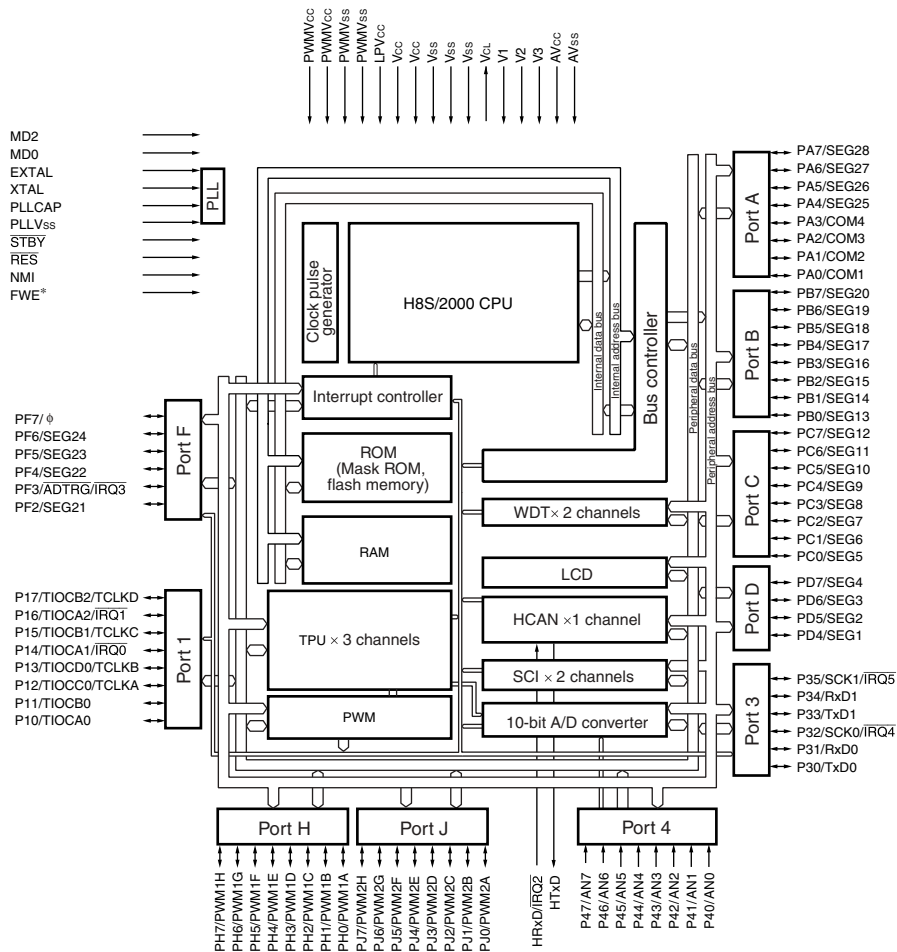 PWMVCC
PWMVCC
PWMVSS
PWMVSS
LPVCC
VCC
VCC
VSS
VSS
VSS
VCL
V1
V2
V3
AVCC
AVSS
MD2
MD0
EXTAL
XTAL
PLLCAP
PLLVSS
STBY
RES
NMI
FWE*
PLL
Clock pulse
generator
H8S/2000 CPU
Internal data bus
Internal address bus
Bus controller
Peripheral data bus
Peripheral address bus
Port A
PA7/SEG28
PA6/SEG27
PA5/SEG26
PA4/SEG25
PA3/COM4
PA2/COM3
PA1/COM2
PA0/COM1
Port B
PB7/SEG20
PB6/SEG19
PB5/SEG18
PB4/SEG17
PB3/SEG16
PB2/SEG15
PB1/SEG14
PB0/SEG13
Port C
PC7/SEG12
PC6/SEG11
PC5/SEG10
PC4/SEG9
PC3/SEG8
PC2/SEG7
PC1/SEG6
PC0/SEG5
Port D
PD7/SEG4
PD6/SEG3
PD5/SEG2
PD4/SEG1
Port 3
P35/SCK1/IRQ5
P34/RxD1
P33/TxD1
P32/SCK0/IRQ4
P31/RxD0
P30/TxD0
PF7/ϕ
PF6/SEG24
PF5/SEG23
PF4/SEG22
PF3/ADTRG/IRQ3
PF2/SEG21
Port F
P17/TIOCB2/TCLKD
P16/TIOCA2/IRQ1
P15/TIOCB1/TCLKC
P14/TIOCA1/IRQ0
P13/TIOCD0/TCLKB
P12/TIOCC0/TCLKA
P11/TIOCB0
P10/TIOCA0
Port 1
Interrupt controller
ROM
(Mask ROM,
flash memory)
RAM
TPU × 3 channels
PWM
WDT × 2 channels
LCD
HCAN ×1 channel
SCI × 2 channels
10-bit A/D converter
Port H
Port J
Port 4
PH7/PWM1H
PH6/PWM1G
PH5/PWM1F
PH4/PWM1E
PH3/PWM1D
PH2/PWM1C
PH1/PWM1B
PH0/PWM1A
PJ7/PWM2H
PJ6/PWM2G
PJ5/PWM2F
PJ4/PWM2E
PJ3/PWM2D
PJ2/PWM2C
PJ1/PWM2B
PJ0/PWM2A
HRxD/IRQ2
HTxD
P47/AN7
P46/AN6
P45/AN5
P44/AN4
P43/AN3
P42/AN2
P41/AN1
P40/AN0